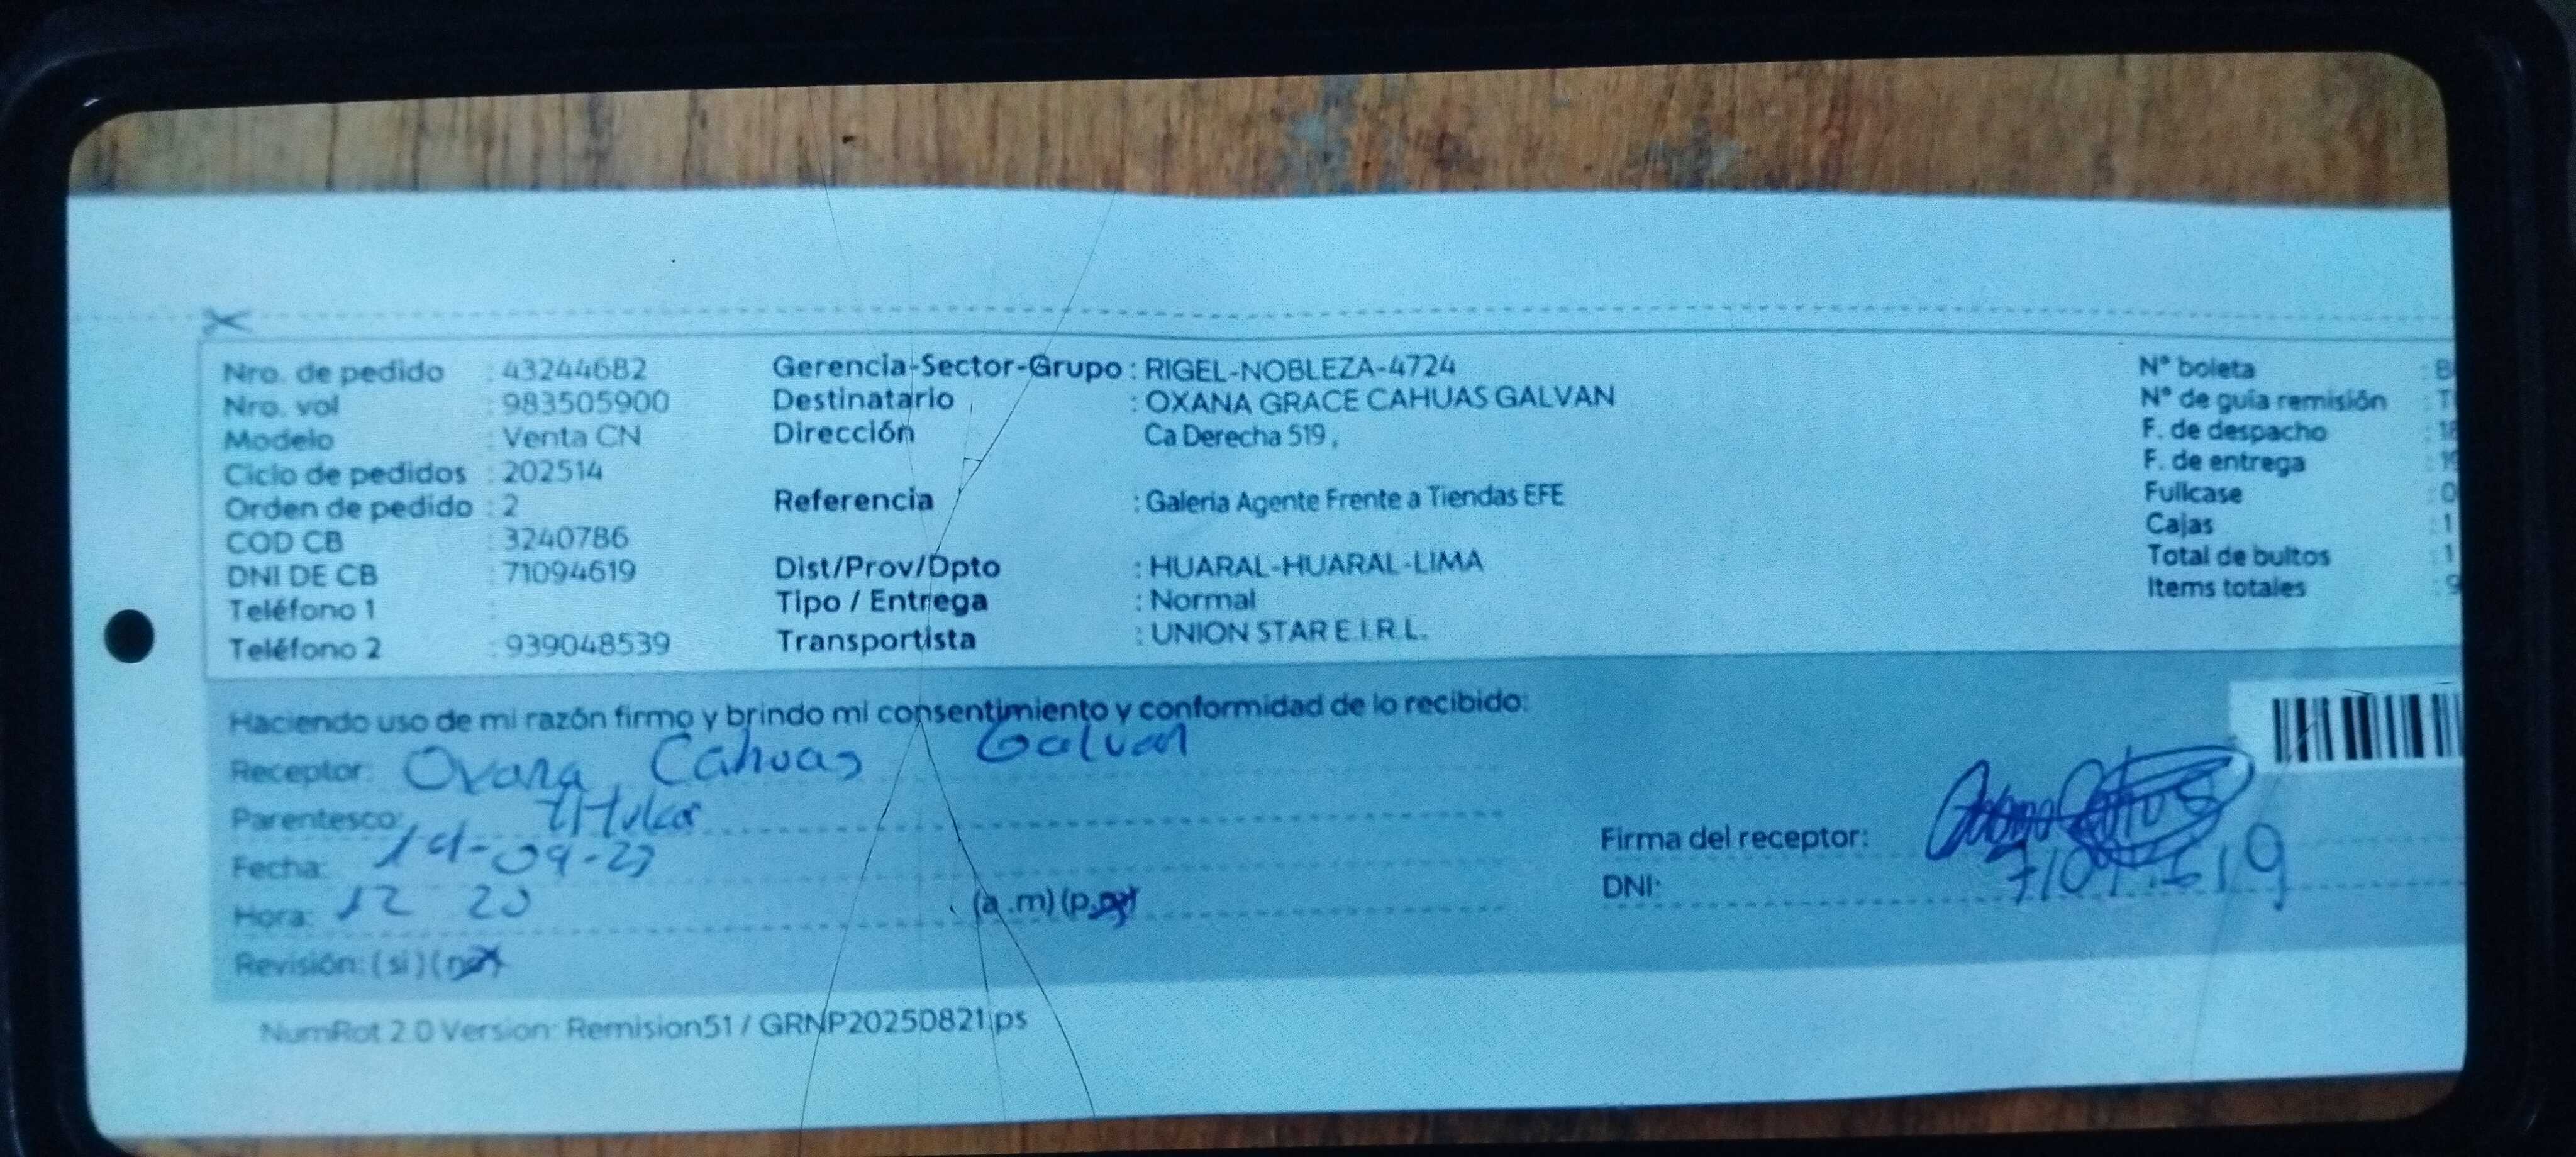 Nro. de pedido : 43244682 Gerencia-Sector-Grupo : RIGEL-NOBLEZA-4724 N° boleta : B
Nro. vol : 983505900 Destinatario : OXANA GRACE CAHUAS GALVAN N° de guía remisión : T
Modelo : Venta CN Dirección Ca Derecha 519 , F. de despacho : 18
Ciclo de pedidos : 202514 F. de entrega : 19
Orden de pedido : 2 Referencia : Galeria Agente Frente a Tiendas EFE Fullcase : 0
COD CB : 3240786 Cajas : 1
DNI DE CB : 71094619 Dist/Prov/Dpto : HUARAL-HUARAL-LIMA Total de bultos : 1
Teléfono 1 : Tipo / Entrega : Normal Items totales : 9
Teléfono 2 : 939048539 Transportista : UNION STAR E.I.R.L.
Haciendo uso de mi razón firmo y brindo mi consentimiento y conformidad de lo recibido:
Receptor: Oxana Cahuas Galvan
Parentesco: titular
Fecha:
Hora: 12 20 (a .m) (p.m)
Revisión: ( si ) ( no )
Firma del receptor:
DNI: 71094619
NumRot 2.0 Version: Remision51 / GRNP20250821.ps